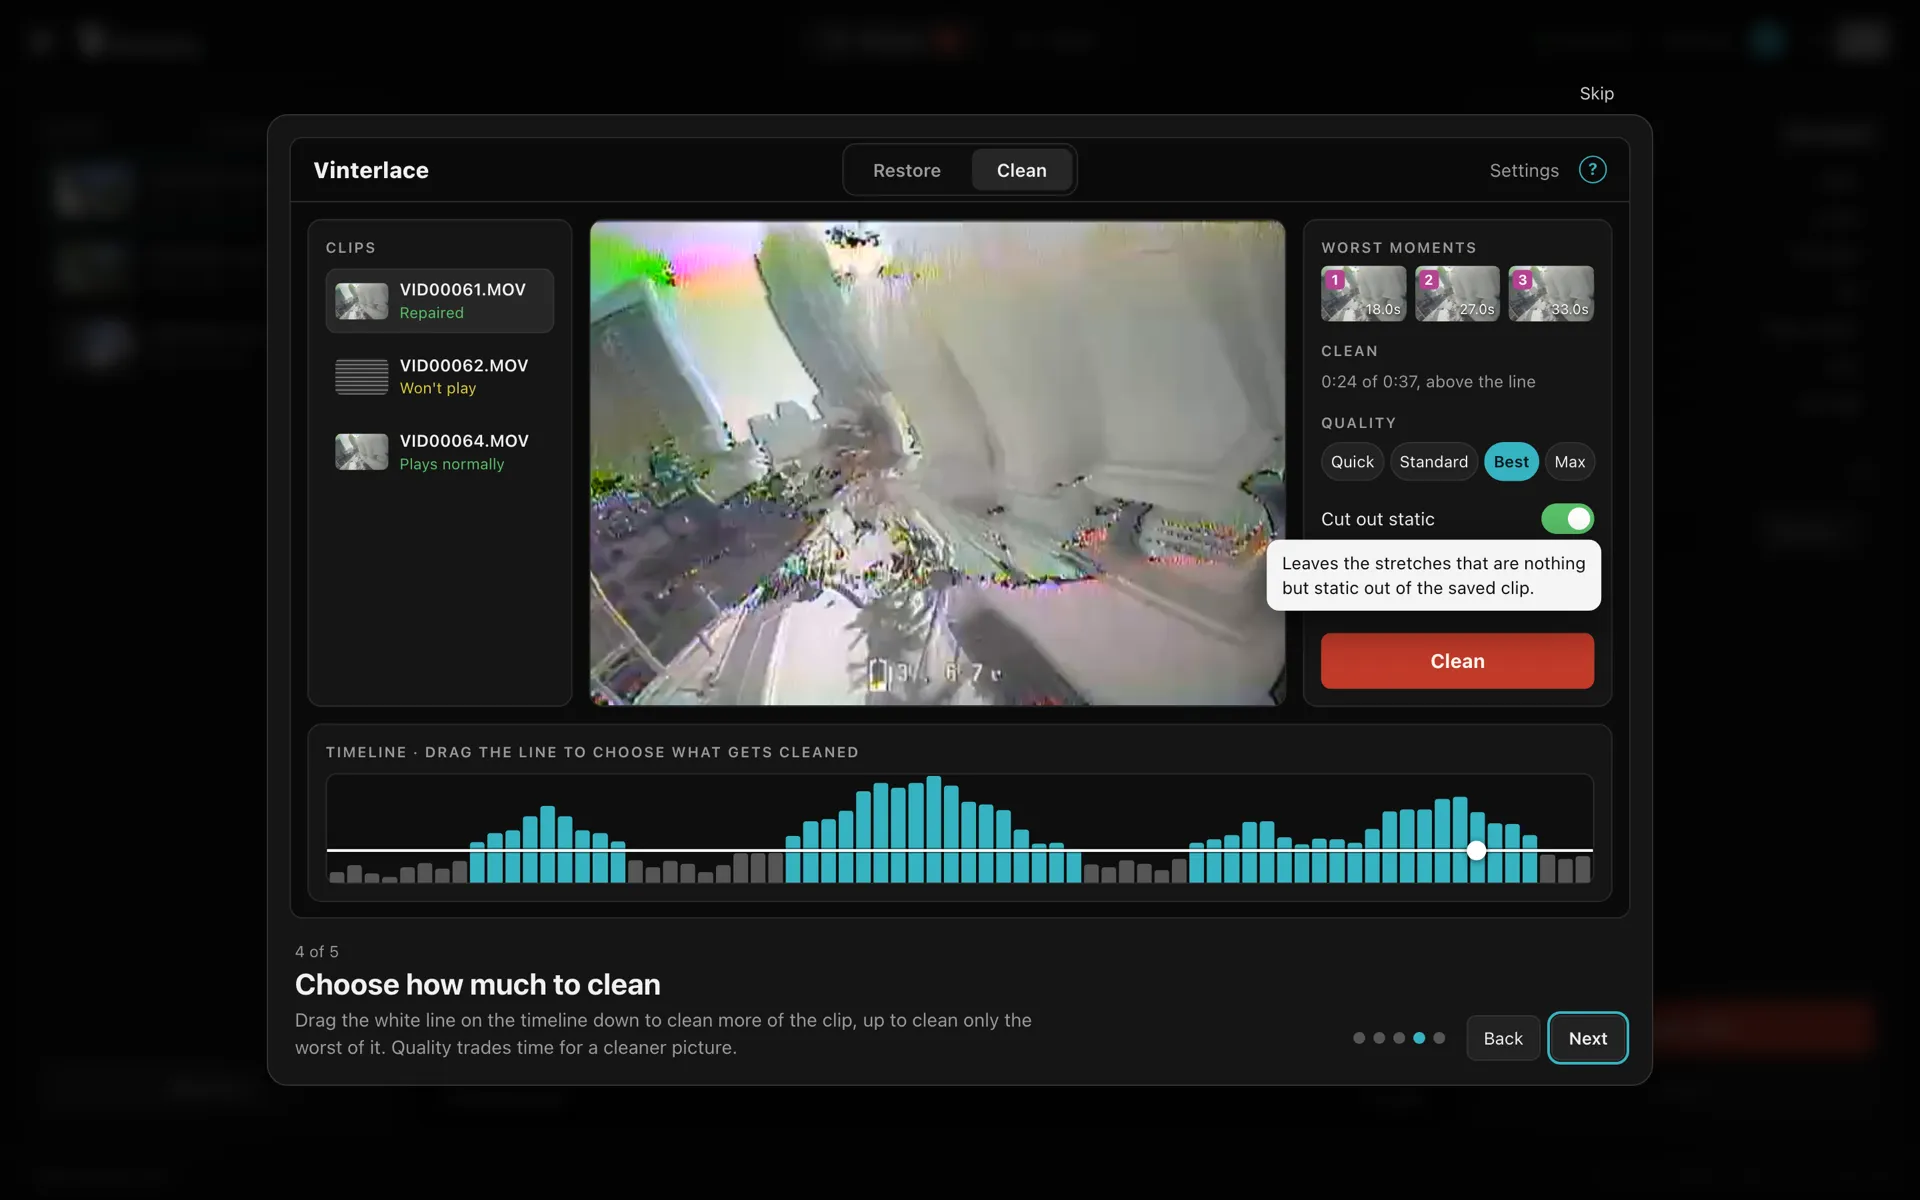 Skip
Vinterlace
Restore
Clean
Settings
?
CLIPS
VID00061.MOV
Repaired
VID00062.MOV
Won't play
VID00064.MOV
Plays normally
WORST MOMENTS
1
18.0s
2
27.0s
3
33.0s
CLEAN
0:24 of 0:37, above the line
QUALITY
Quick
Standard
Best
Max
Cut out static
Leaves the stretches that are nothing
but static out of the saved clip.
Clean
TIMELINE · DRAG THE LINE TO CHOOSE WHAT GETS CLEANED
4 of 5
Choose how much to clean
Drag the white line on the timeline down to clean more of the clip, up to clean only the
worst of it. Quality trades time for a cleaner picture.
Back
Next